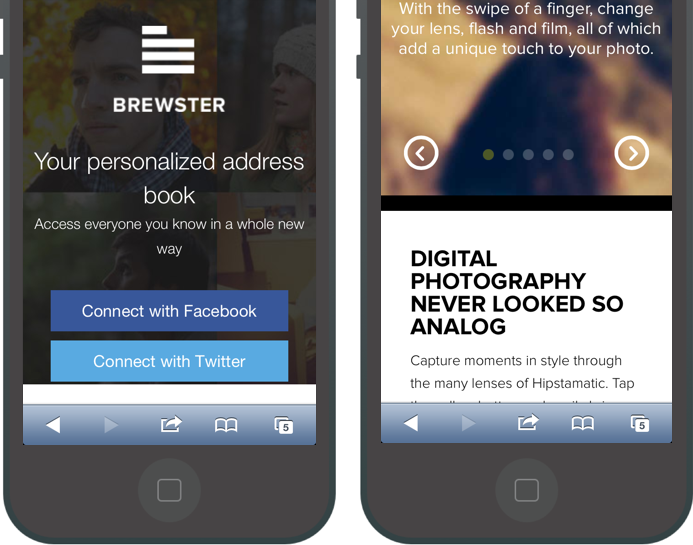 BREWSTER
Your personalized address
book
Access everyone you know in a whole new
way
Connect with Facebook
Connect with Twitter
5
With the swipe of a finger, change
your lens, flash and film, all of which
add a unique touch to your photo.
DIGITAL
PHOTOGRAPHY
NEVER LOOKED SO
ANALOG
Capture moments in style through
the many lenses of Hipstamatic. Tap
5